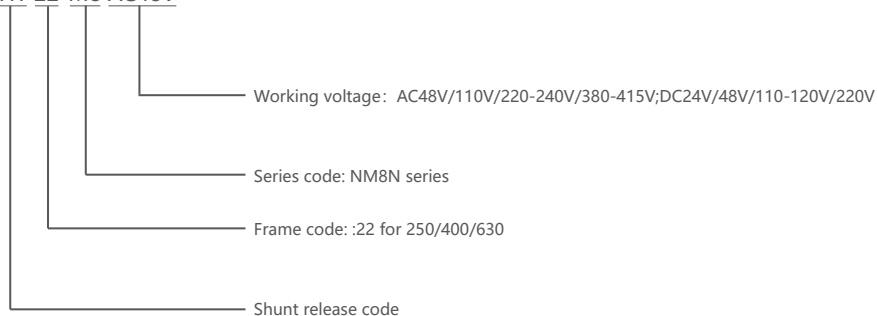 Working voltage: AC48V/110V/220-240V/380-415V;DC24V/48V/110-120V/220V
Series code: NM8N series
Frame code: :22 for 250/400/630
Shunt release code